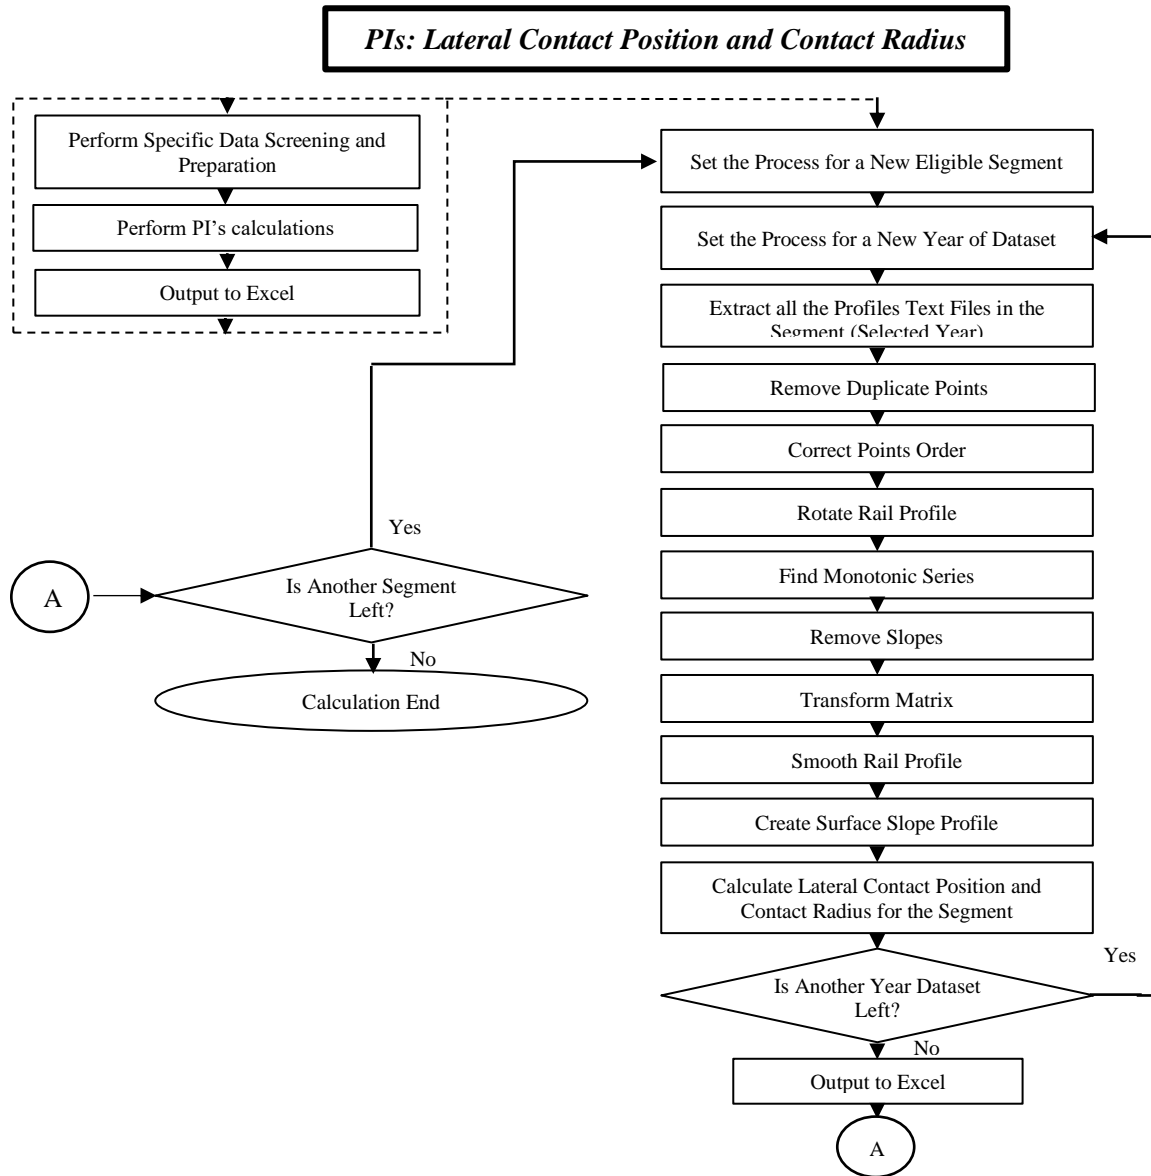 PIs: Lateral Contact Position and Contact Radius
Perform Specific Data Screening and
Preparation
Perform PI's calculations
Output to Excel
Set the Process for a New Eligible Segment
Set the Process for a New Year of Dataset
Extract all the Profiles Text Files in the
Segment (Selected Year)
Remove Duplicate Points
Correct Points Order
Rotate Rail Profile
Find Monotonic Series
Remove Slopes
Transform Matrix
Smooth Rail Profile
Create Surface Slope Profile
Calculate Lateral Contact Position and
Contact Radius for the Segment
Is Another Year Dataset
Left?
Yes
No
Output to Excel
A
A
Is Another Segment
Left?
Yes
No
Calculation End